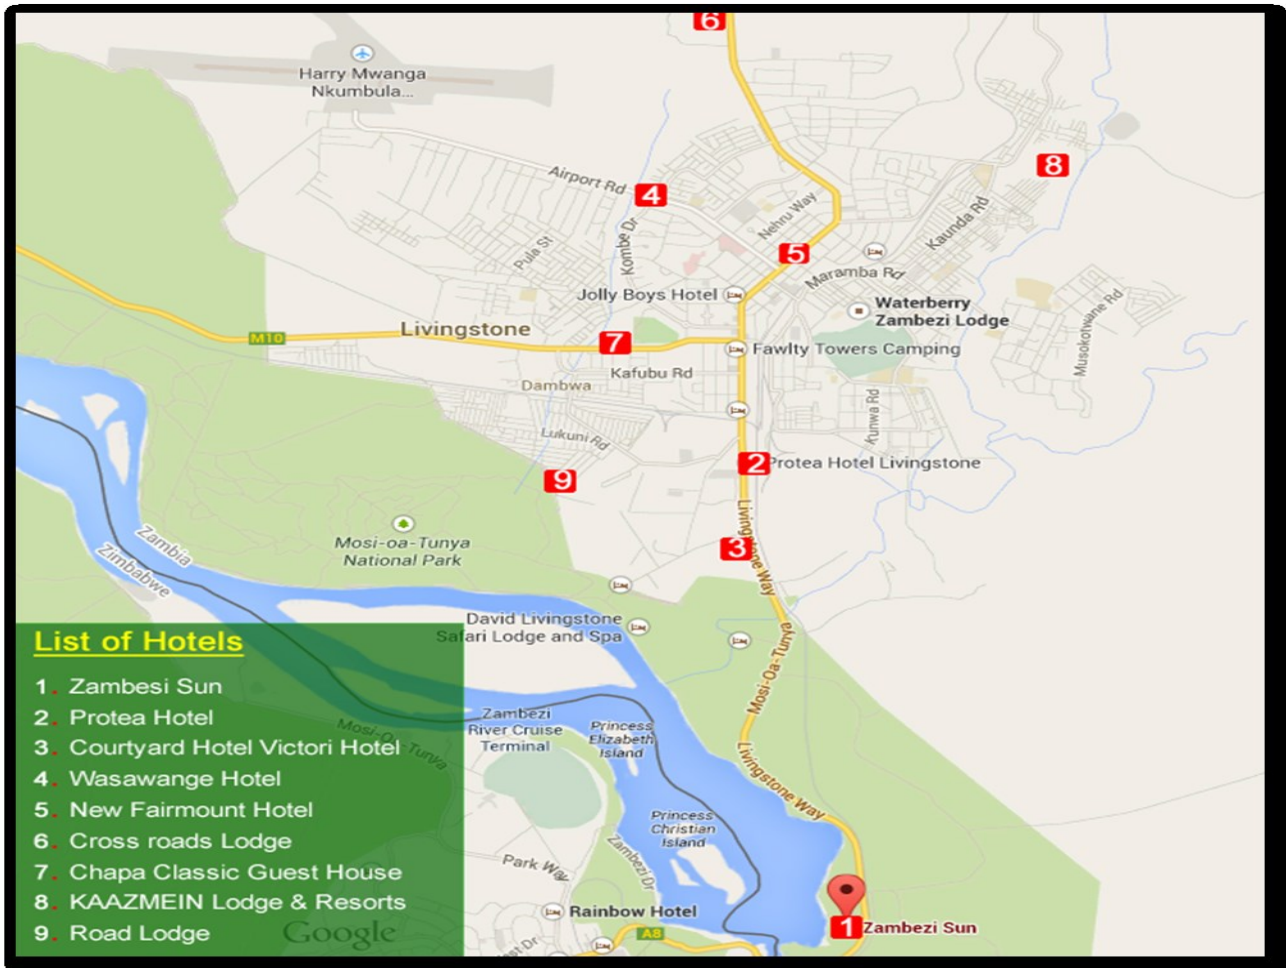 6
Harry Mwanga
Nkumbula...
8
Airport Rd
4
Nehru Way
Kaunda Rd
Pula St
Kombe Dr
5
Maramba Rd
Jolly Boys Hotel
Waterberry
Zambezi Lodge
Musokotwane Rd
Livingstone
M10
7
Fawlty Towers Camping
Kafubu Rd
Dambwa
Kunwa Rd
Lukuni Rd
2
Protea Hotel Livingstone
9
Livingstone Way
Mosi-oa-Tunya
National Park
Zambia
Zimbabwe
3
David Livingstone
Safari Lodge and Spa
Mosi-Oa-Tunya
List of Hotels
1. Zambesi Sun
2. Protea Hotel
3. Courtyard Hotel Victori Hotel
4. Wasawange Hotel
5. New Fairmount Hotel
6. Cross roads Lodge
7. Chapa Classic Guest House
8. KAAZMEIN Lodge & Resorts
9. Road Lodge
Mosi-Oa-Tunya
Google
Zambezi
River Cruise
Terminal
Princess
Elizabeth
Island
Livingstone Way
Princess
Christian
Island
Park Way
Zambezi Dr
Rainbow Hotel
A8
1
Zambezi Sun